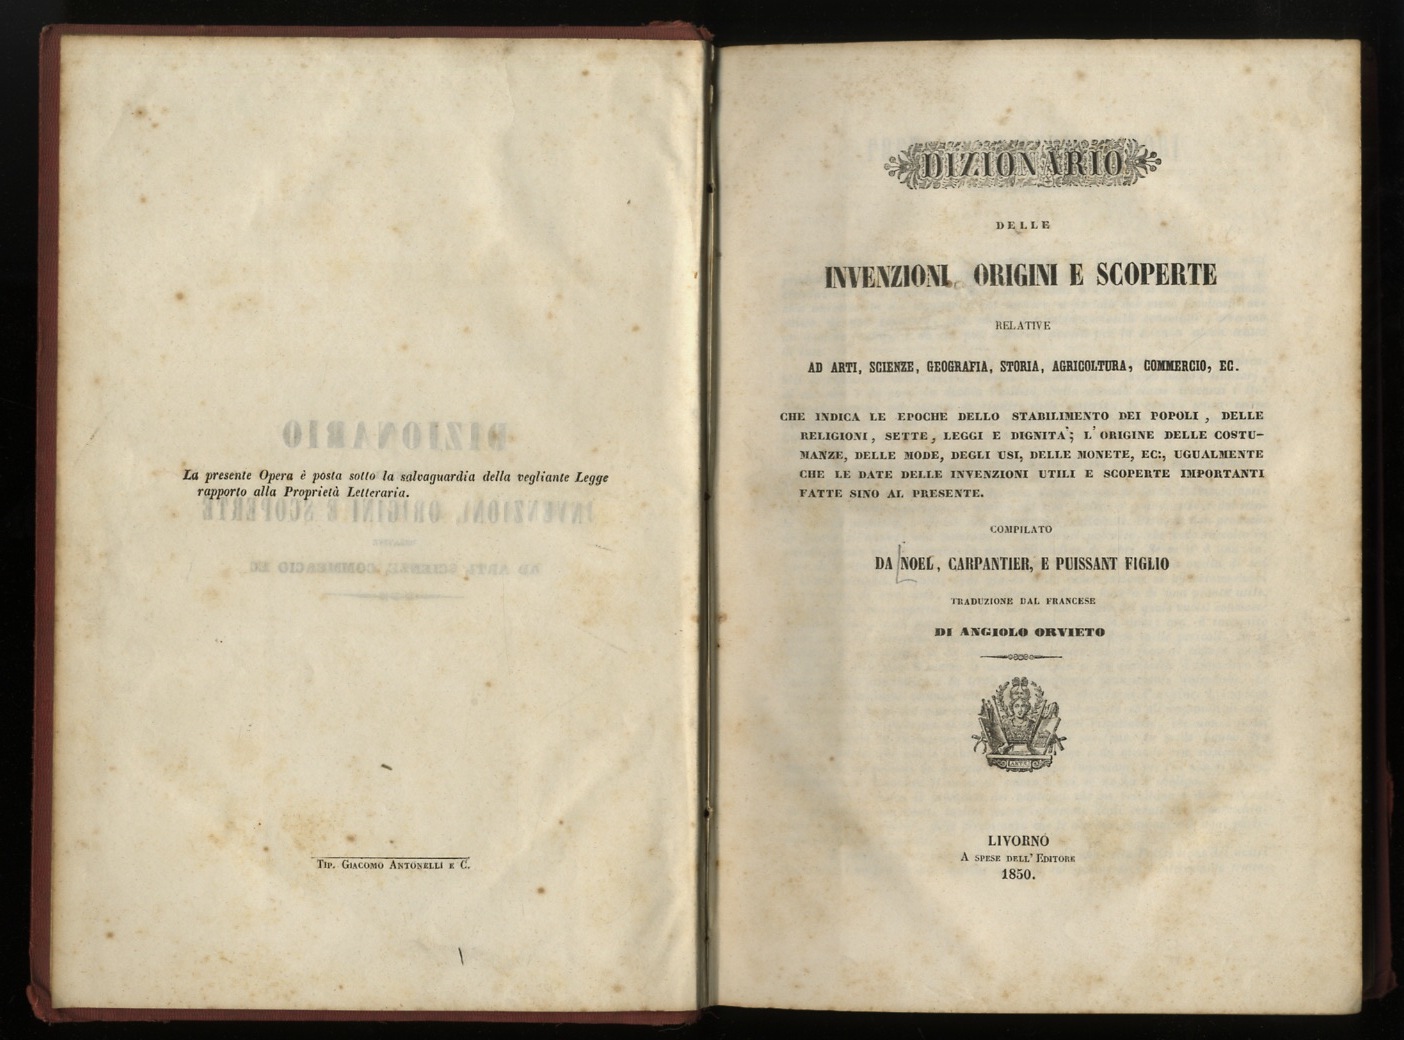 La presente Opera è posta sotto la salvaguardia della vegliante Legge
rapporto alla Proprietà Letteraria.
Tip. Giacomo Antonelli e C.
DIZIONARIO
DELLE
INVENZIONI, ORIGINI E SCOPERTE
RELATIVE
AD ARTI, SCIENZE, GEOGRAFIA, STORIA, AGRICOLTURA, COMMERCIO, EC.
CHE INDICA LE EPOCHE DELLO STABILIMENTO DEI POPOLI, DELLE
RELIGIONI, SETTE, LEGGI E DIGNITA'; L'ORIGINE DELLE COSTU-
MANZE, DELLE MODE, DEGLI USI, DELLE MONETE, EC:, UGUALMENTE
CHE LE DATE DELLE INVENZIONI UTILI E SCOPERTE IMPORTANTI
FATTE SINO AL PRESENTE.
COMPILATO
DA NOEL, CARPANTIER, E PUISSANT FIGLIO
TRADUZIONE DAL FRANCESE
DI ANGIOLO ORVIETO
LIVORNO
A SPESE DELL' EDITORE
1850.